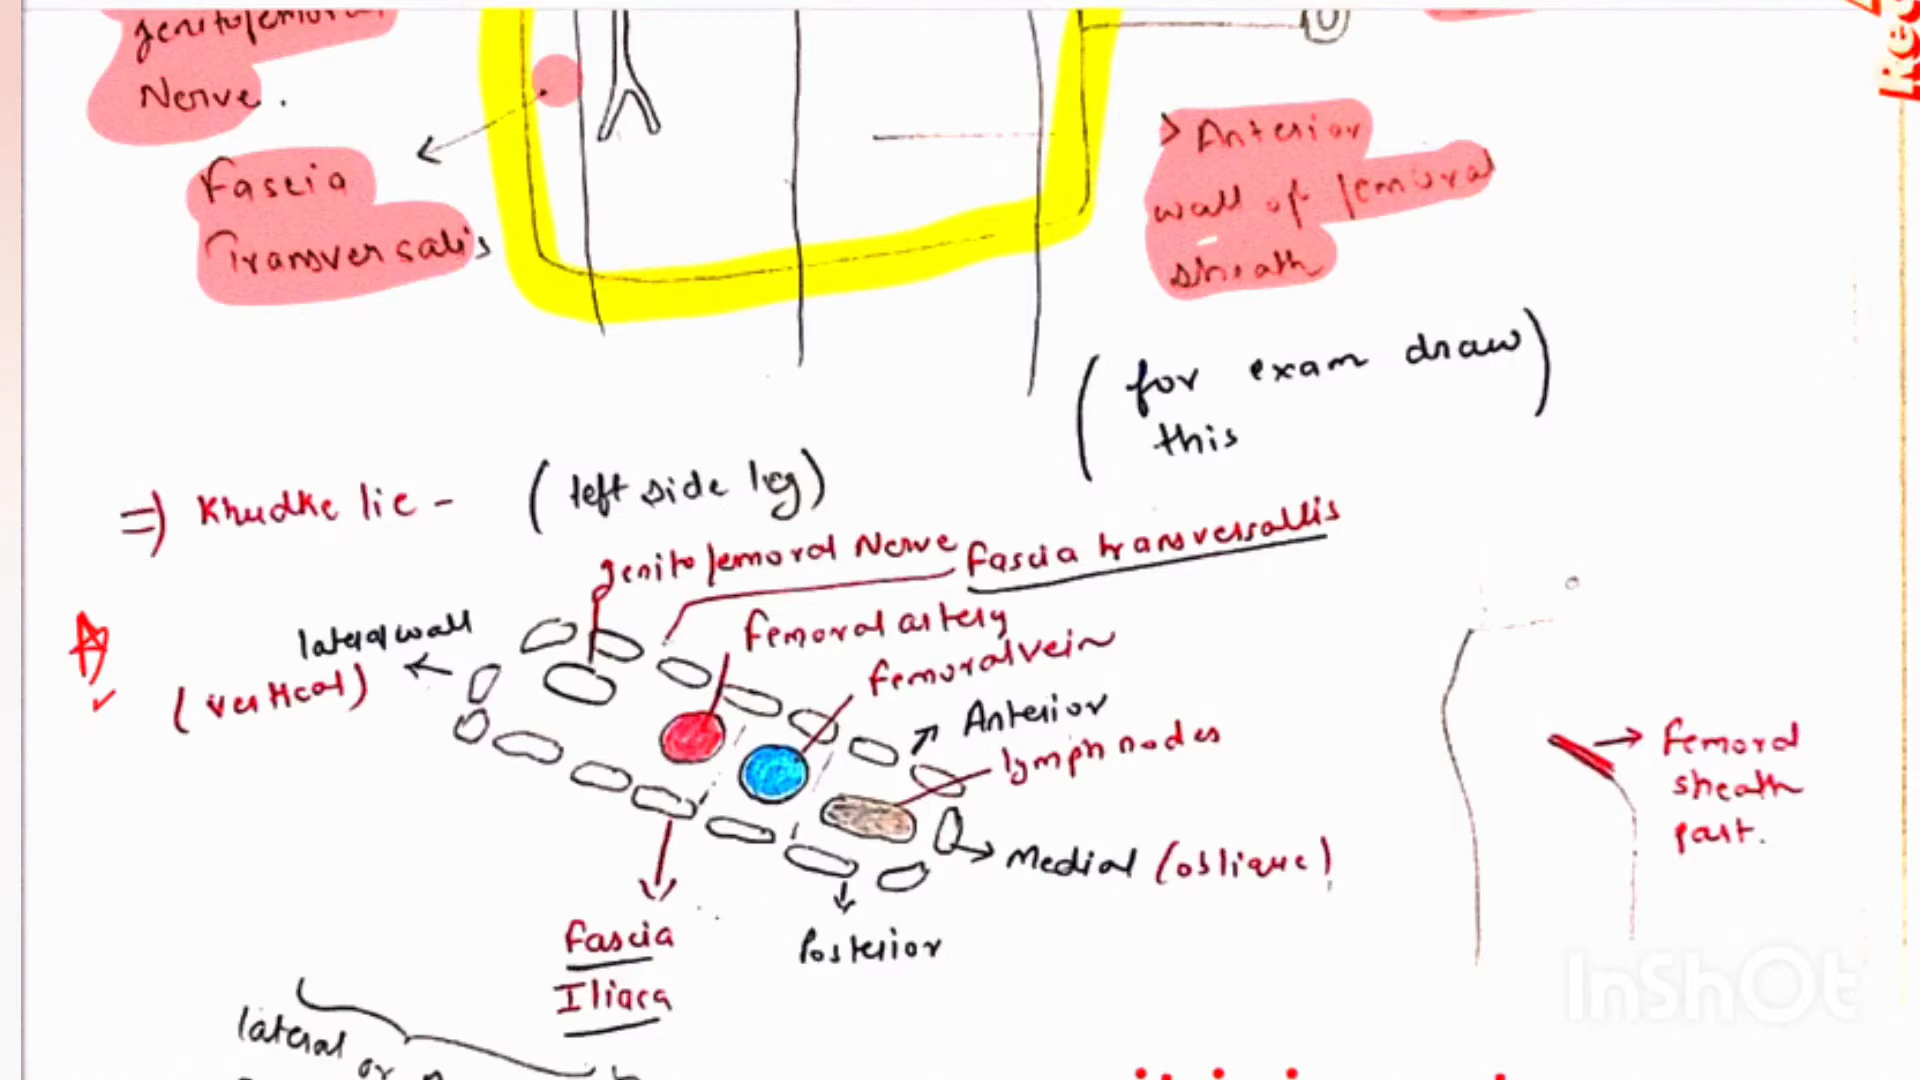 genitofemoral
Nerve.
Fascia
Transversalis
> Anterior
wall of femoral
sheath
(for exam draw
this)
=) Khudke lie - (left side leg)
genitofemoral Nerve
Fascia transversallis
lateral wall
(vertical)
femoral artery
femoral vein
Anterior
lymph nodes
Medial (oblique)
Posterior
Fascia
Iliaca
femoral
sheath
part.
lateral or
InShOt